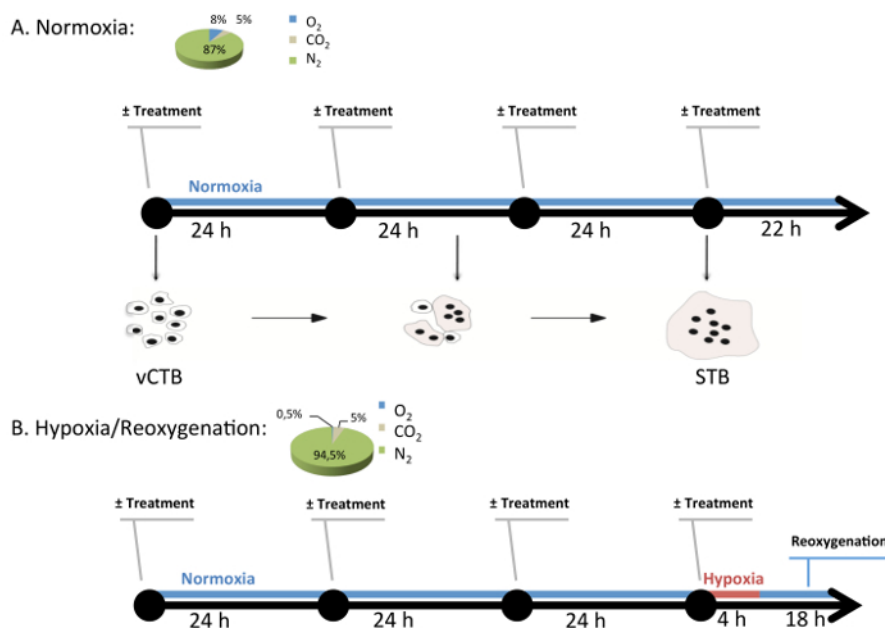 A. Normoxia:
8%
5%
87%
O₂
CO₂
N₂
± Treatment
± Treatment
± Treatment
± Treatment
Normoxia
24 h
24 h
24 h
22 h
vCTB
STB
B. Hypoxia/Reoxygenation:
0,5%
5%
94,5%
O₂
CO₂
N₂
± Treatment
± Treatment
± Treatment
± Treatment
Reoxygenation
Normoxia
Hypoxia
24 h
24 h
24 h
4 h
18 h